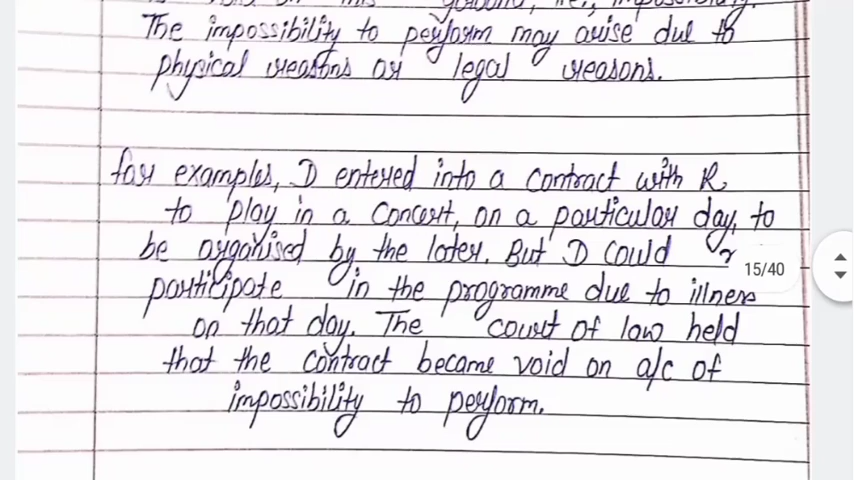 The impossibility to perform may arise due to
physical reasons or legal reasons.
for examples, D entered into a contract with R,
to play in a concert, on a particular day, to
be organised by the later. But D could
participate in the programme due to illness
on that day. The court of law held
that the contract became void on a/c of
impossibility to perform.
15/40